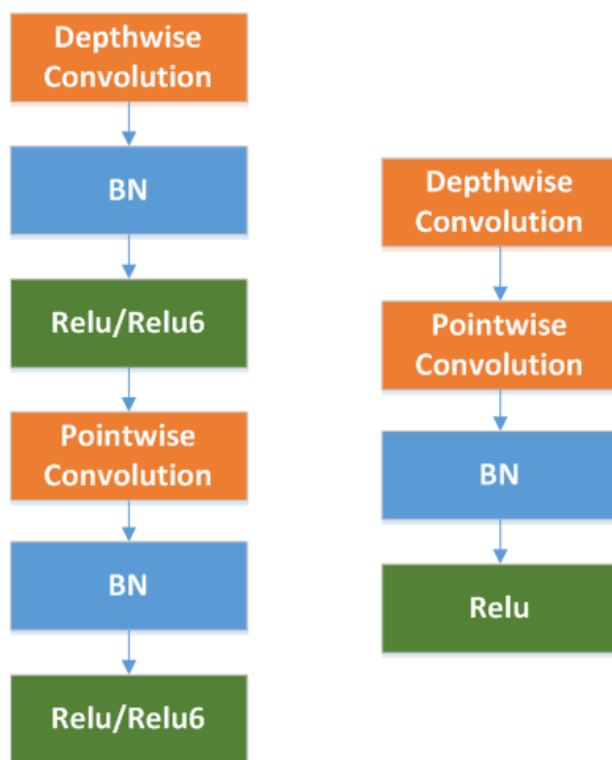 Depthwise
Convolution
BN
Relu/Relu6
Pointwise
Convolution
BN
Relu/Relu6
Depthwise
Convolution
Pointwise
Convolution
BN
Relu